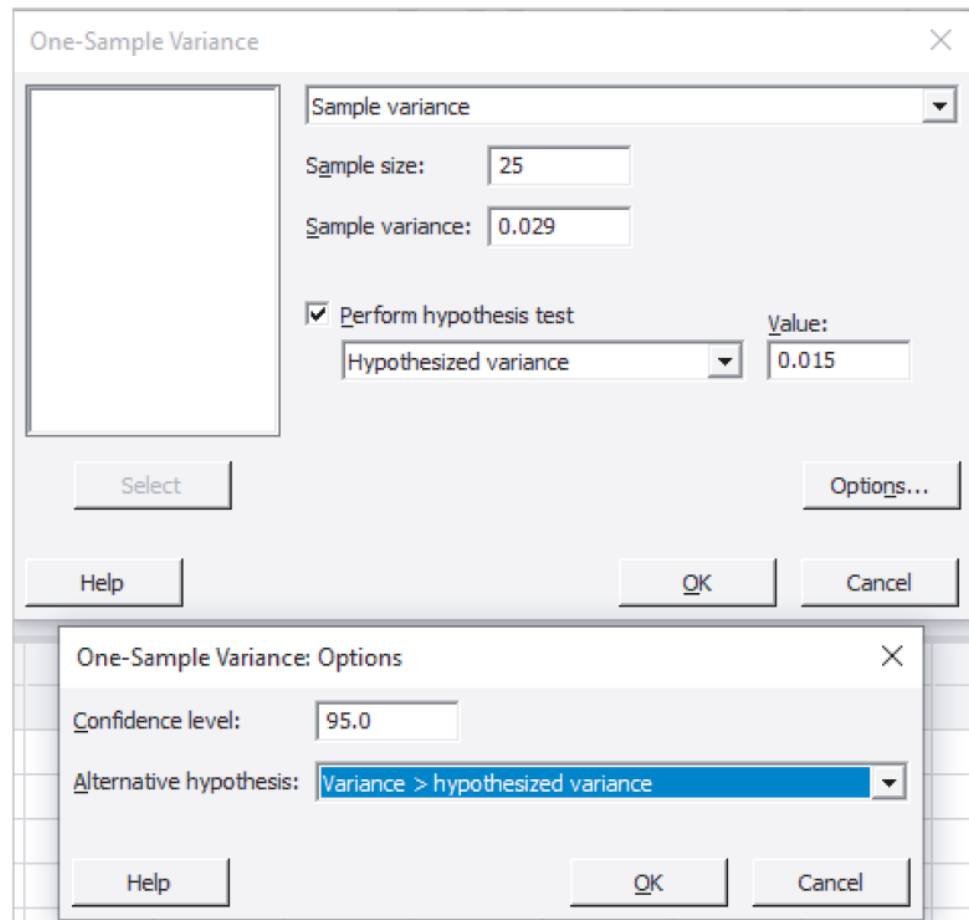 One-Sample Variance
Sample variance
Sample size: 25
Sample variance: 0.029
Perform hypothesis test
Value:
Hypothesized variance 0.015
Select Options...
Help OK Cancel
One-Sample Variance: Options
Confidence level: 95.0
Alternative hypothesis: Variance > hypothesized variance
Help OK Cancel